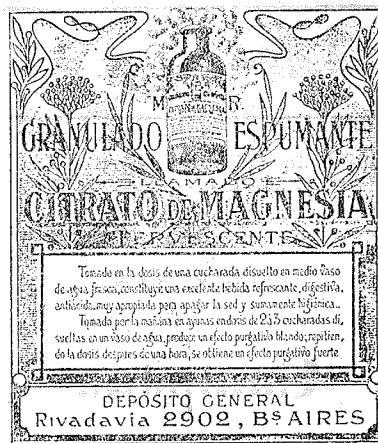 M R
GRANULADO ESPUMANTE
CITRATO DE MAGNESIA
EFERVESCENTE
Tomado en la dosis de una cucharada disuelto en medio vaso
de agua fresca, constituye una excelente bebida refrescante, digestiva,
antiácida, muy apropiada para apagar la sed y sumamente higiénica.
Tomado por la mañana en ayunas en dosis de 2 á 3 cucharadas di,
sueltas en un vaso de agua, produce un efecto purgativo blando; repitien,
do la dosis despues de una hora, se obtiene un efecto purgativo fuerte
DEPÓSITO GENERAL
Rivadavia 2902, Bs AIRES